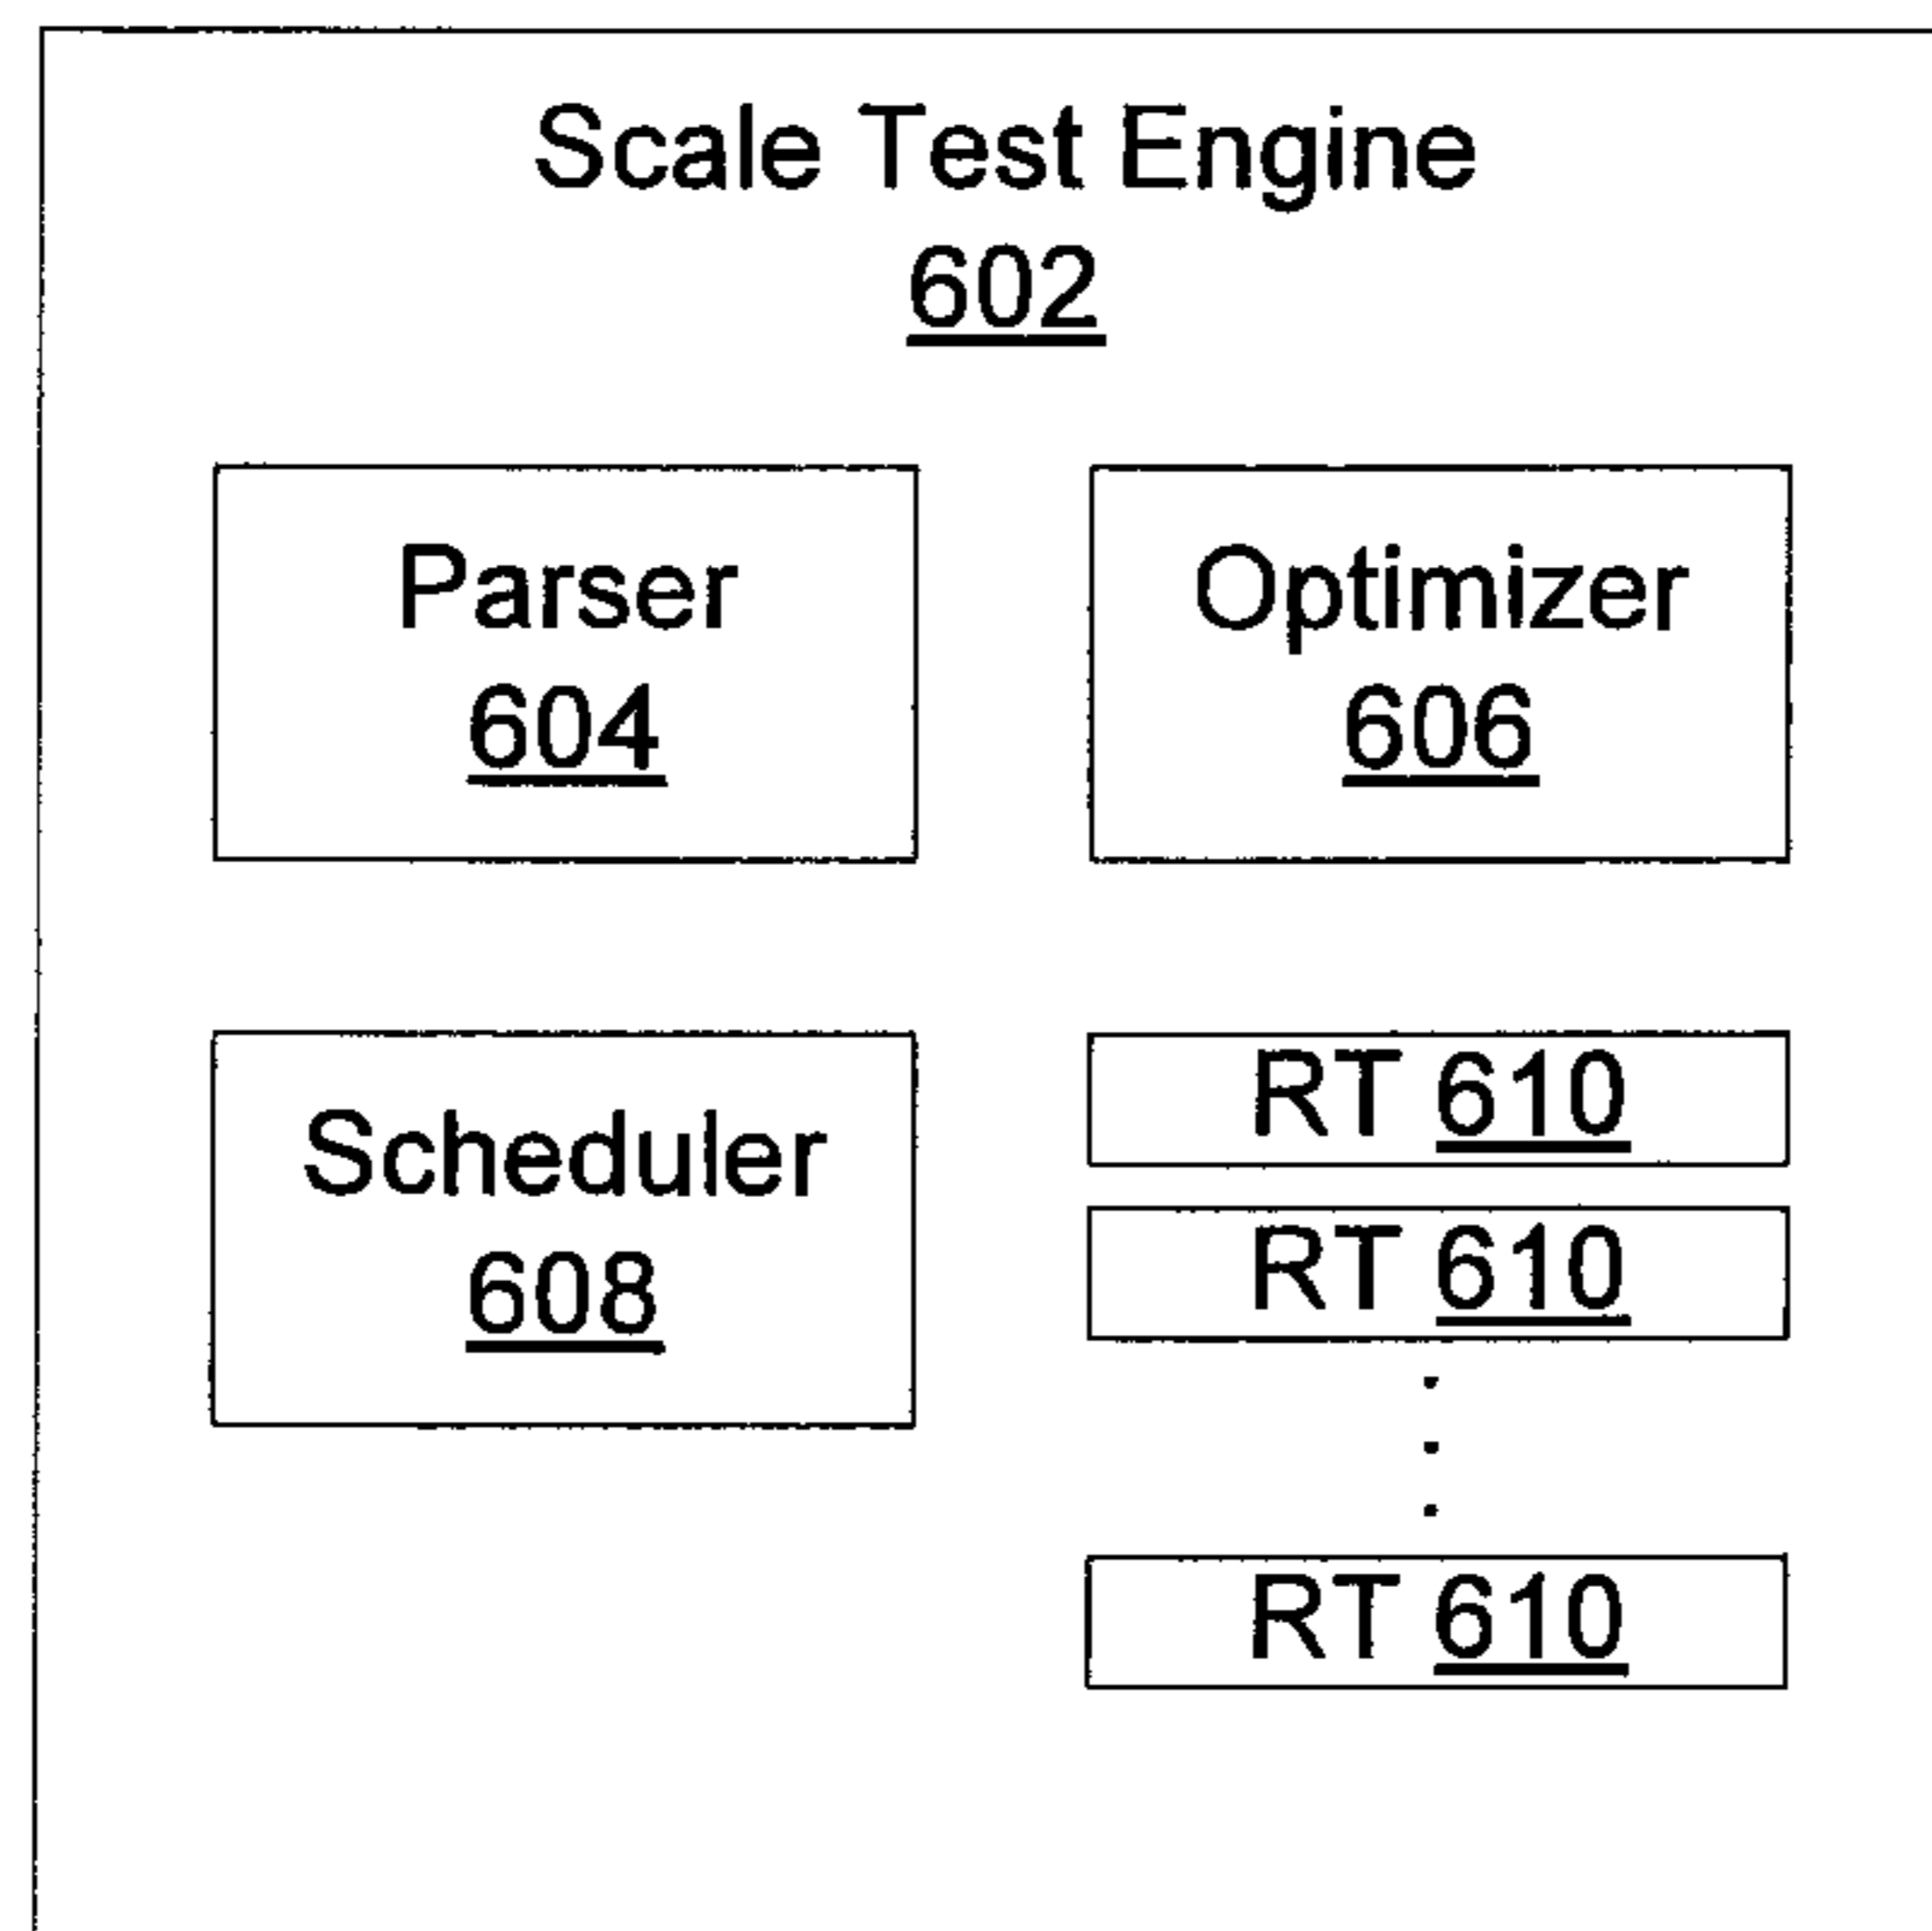 Scale Test Engine
602
Parser
604
Optimizer
606
Scheduler
608
RT 610
RT 610
RT 610